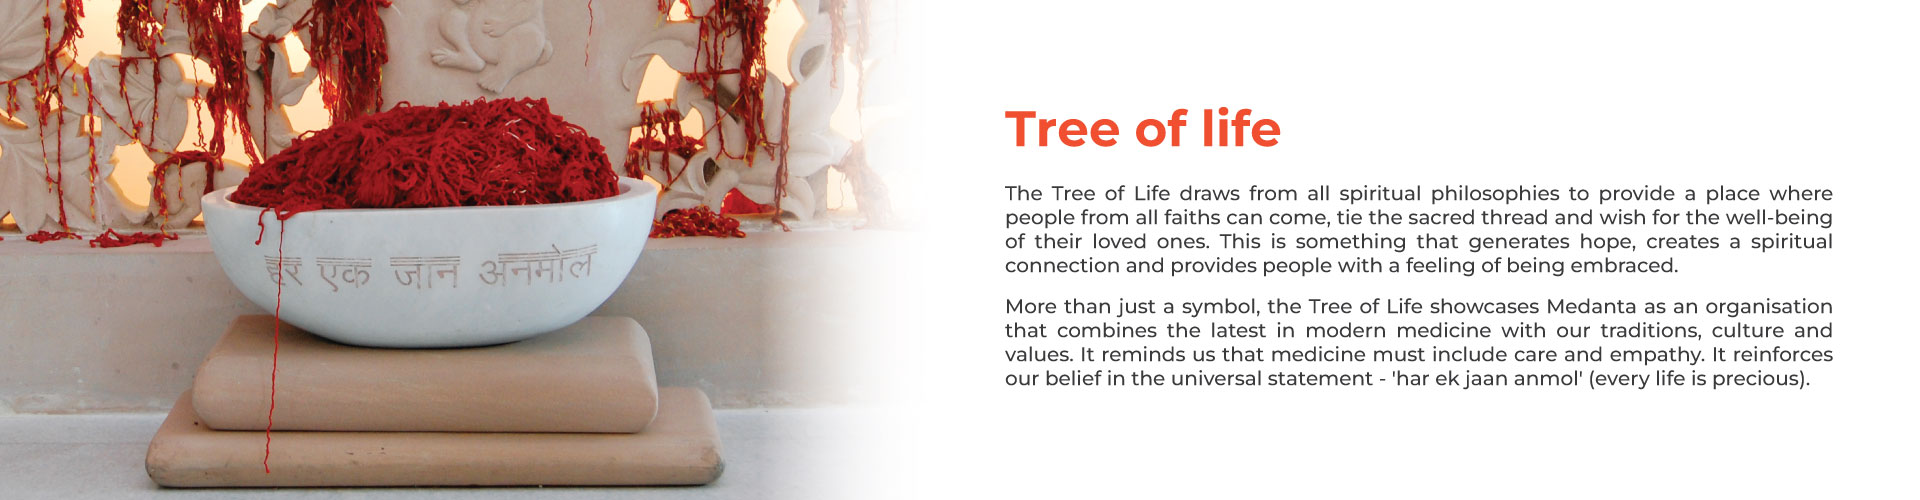 हर एक जान अनमोल
Tree of life
The Tree of Life draws from all spiritual philosophies to provide a place where
people from all faiths can come, tie the sacred thread and wish for the well-being
of their loved ones. This is something that generates hope, creates a spiritual
connection and provides people with a feeling of being embraced.
More than just a symbol, the Tree of Life showcases Medanta as an organisation
that combines the latest in modern medicine with our traditions, culture and
values. It reminds us that medicine must include care and empathy. It reinforces
our belief in the universal statement - 'har ek jaan anmol' (every life is precious).